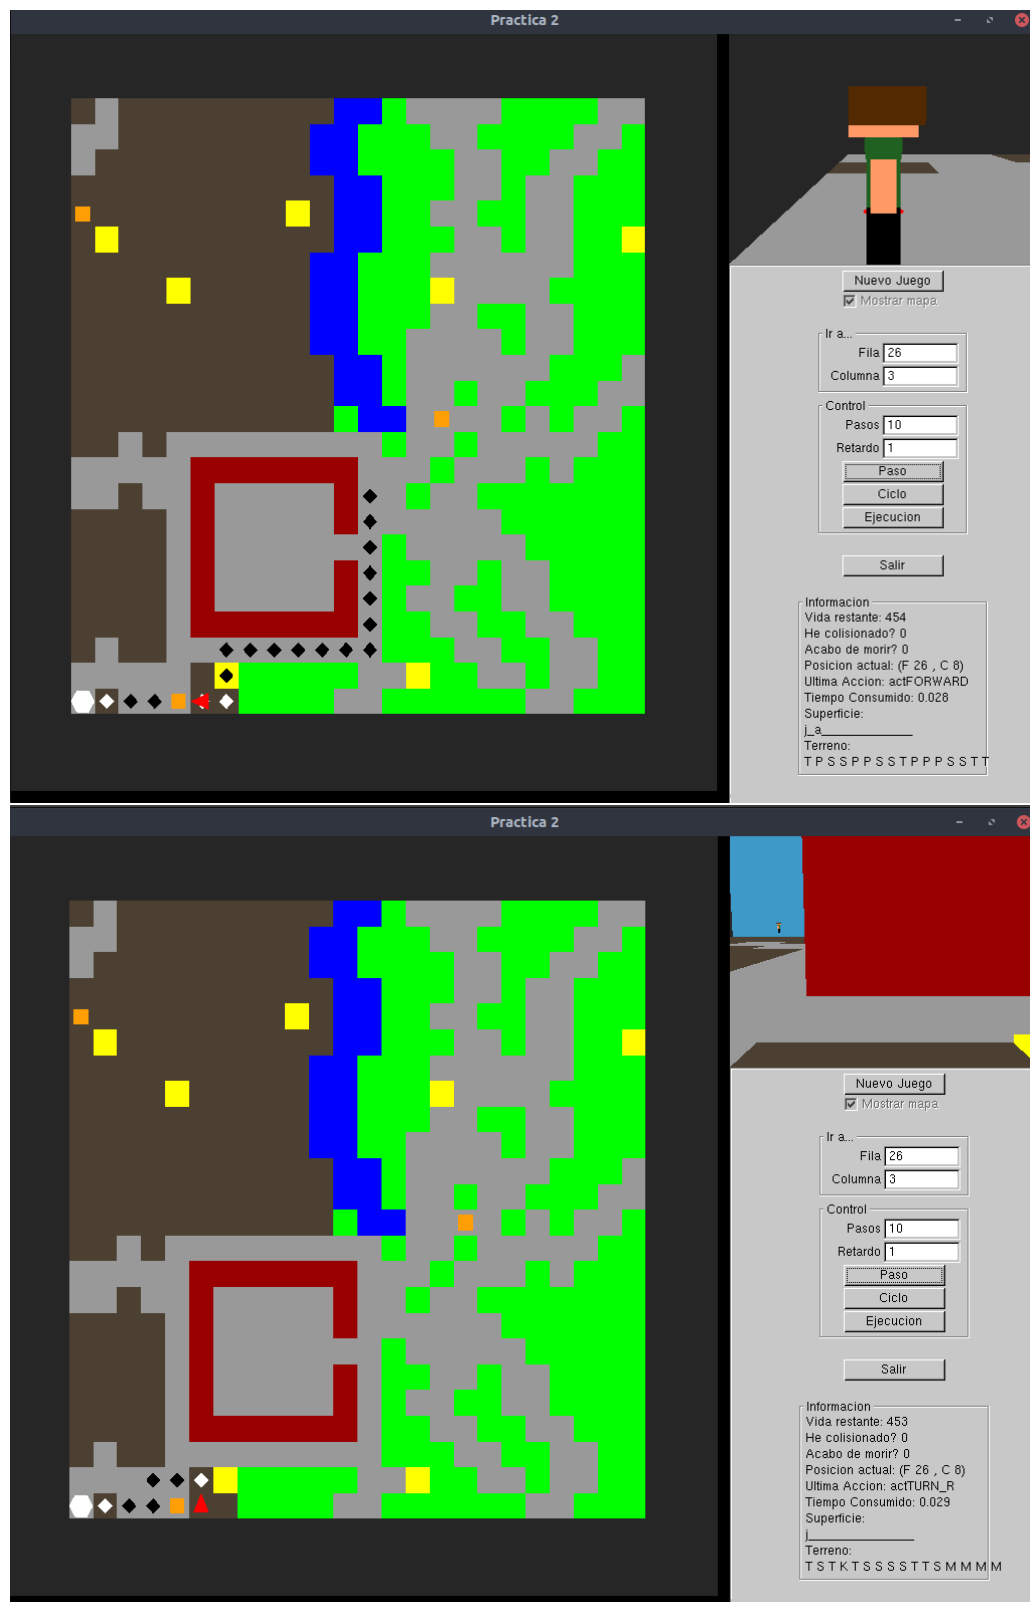 Practica 2
Nuevo Juego
Mostrar mapa
Ir a...
Fila 26
Columna 3
Control
Pasos 10
Retardo 1
Paso
Ciclo
Ejecucion
Salir
Informacion
Vida restante: 454
He colisionado? 0
Acabo de morir? 0
Posicion actual: (F 26 , C 8)
Ultima Accion: actFORWARD
Tiempo Consumido: 0.028
Superficie:
j_a______________
Terreno:
T P S S P P S S T P P P S S T T
Practica 2
Nuevo Juego
Mostrar mapa
Ir a...
Fila 26
Columna 3
Control
Pasos 10
Retardo 1
Paso
Ciclo
Ejecucion
Salir
Informacion
Vida restante: 453
He colisionado? 0
Acabo de morir? 0
Posicion actual: (F 26 , C 8)
Ultima Accion: actTURN_R
Tiempo Consumido: 0.029
Superficie:
j________________
Terreno:
T S T K T S S S S T T S M M M M